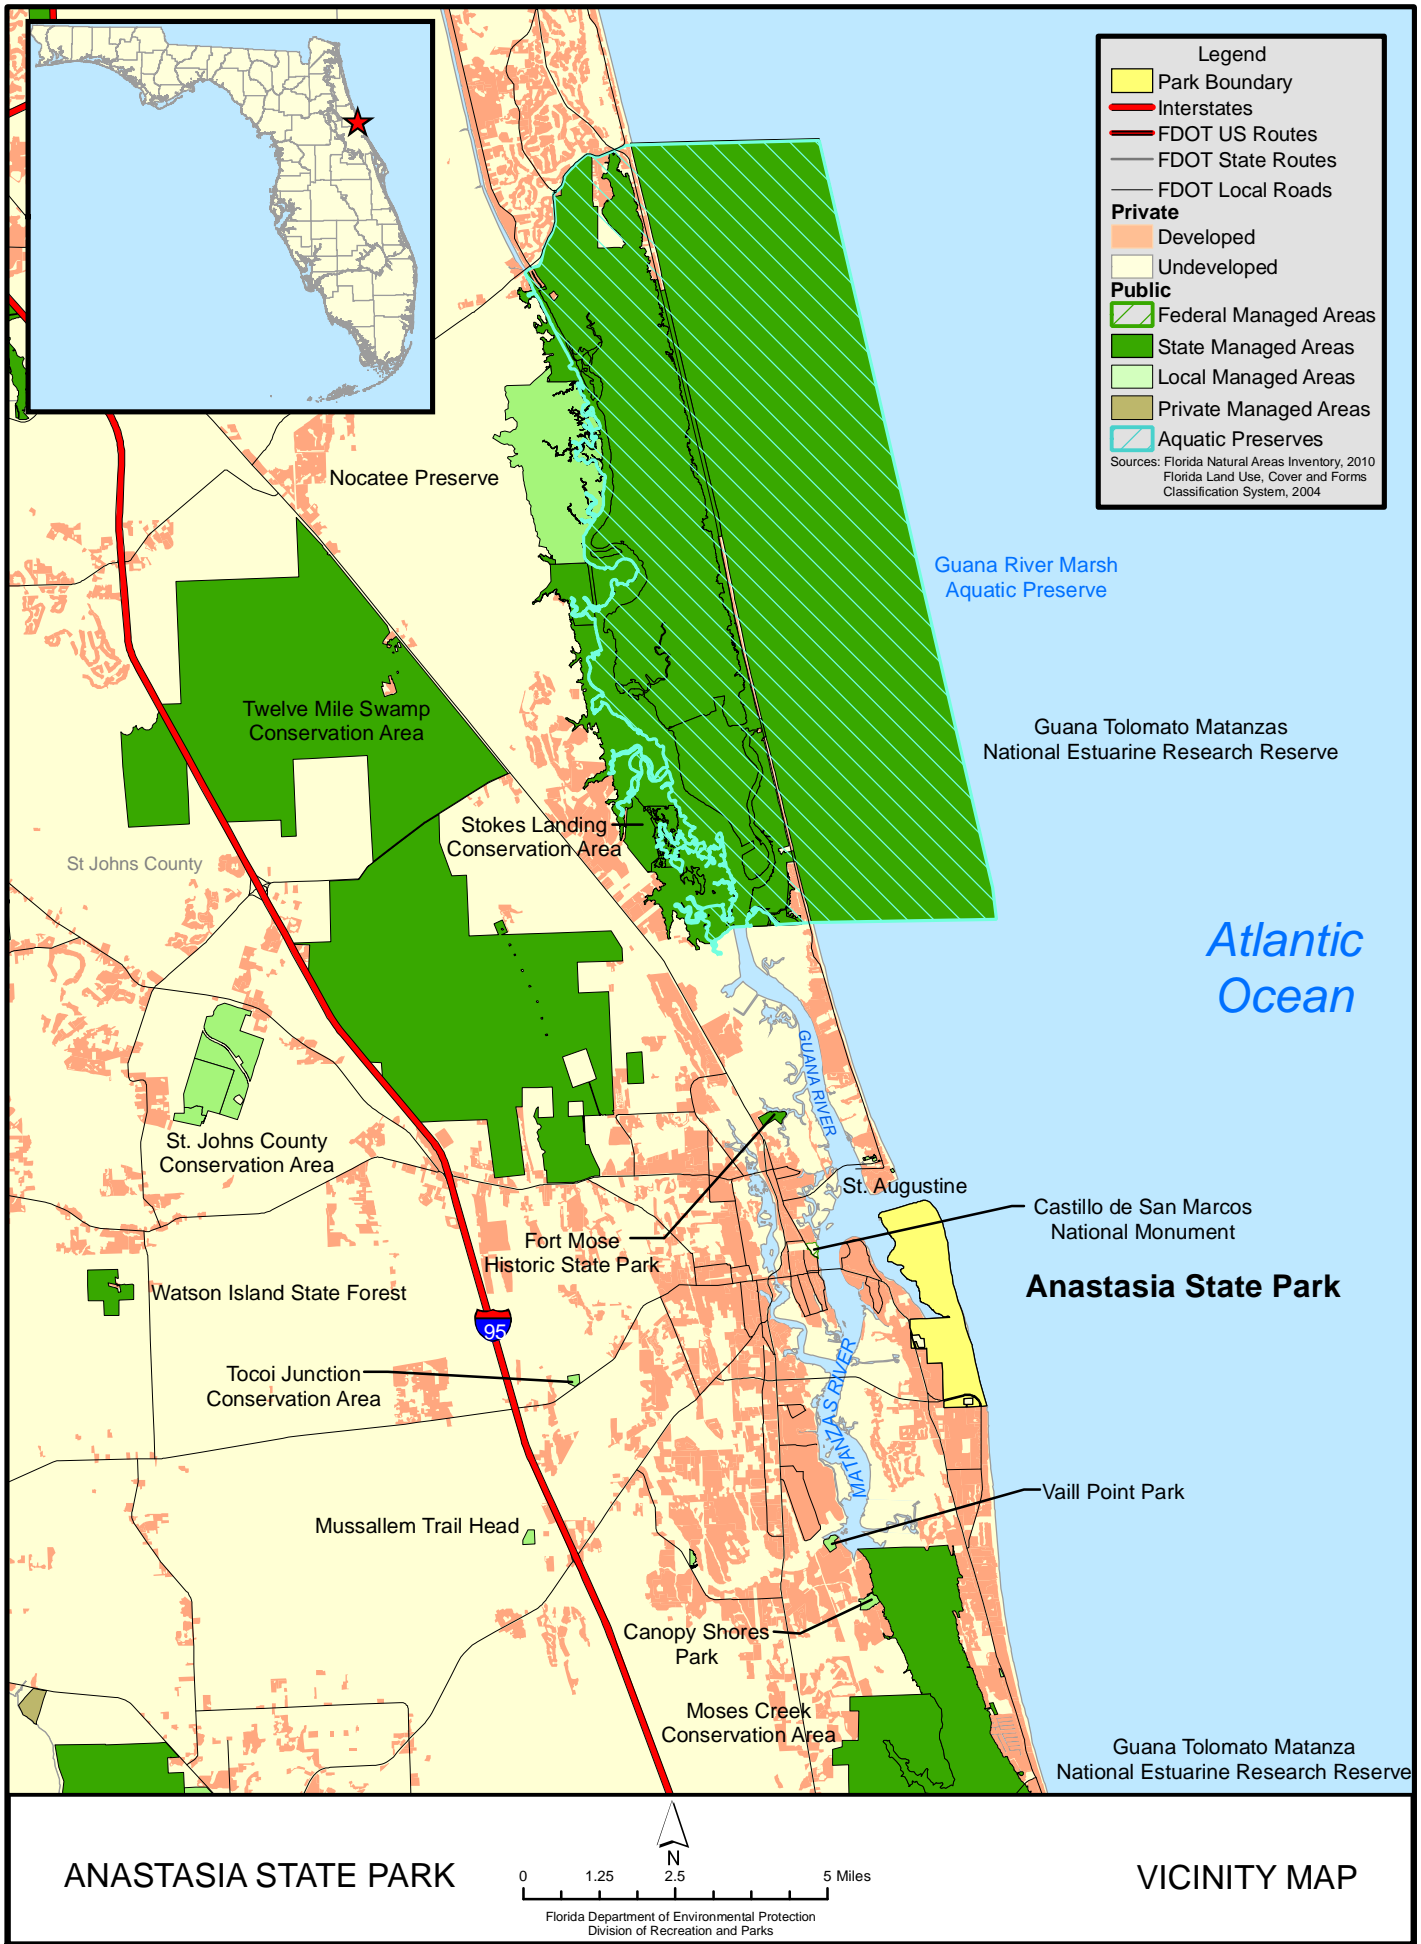 Legend
Park Boundary
Interstates
FDOT US Routes
FDOT State Routes
FDOT Local Roads
Private
Developed
Undeveloped
Public
Federal Managed Areas
State Managed Areas
Local Managed Areas
Private Managed Areas
Aquatic Preserves
Sources: Florida Natural Areas Inventory, 2010
Florida Land Use, Cover and Forms
Classification System, 2004
Nocatee Preserve
Guana River Marsh
Aquatic Preserve
Twelve Mile Swamp
Conservation Area
Guana Tolomato Matanzas
National Estuarine Research Reserve
Stokes Landing
Conservation Area
St Johns County
Atlantic
Ocean
GUANA RIVER
St. Johns County
Conservation Area
St. Augustine
Castillo de San Marcos
National Monument
Fort Mose
Historic State Park
Anastasia State Park
Watson Island State Forest
95
Tocoi Junction
Conservation Area
MATANZAS RIVER
Vaill Point Park
Mussallem Trail Head
Canopy Shores
Park
Moses Creek
Conservation Area
Guana Tolomato Matanza
National Estuarine Research Reserve
ANASTASIA STATE PARK
N
0 1.25 2.5 5 Miles
Florida Department of Environmental Protection
Division of Recreation and Parks
VICINITY MAP